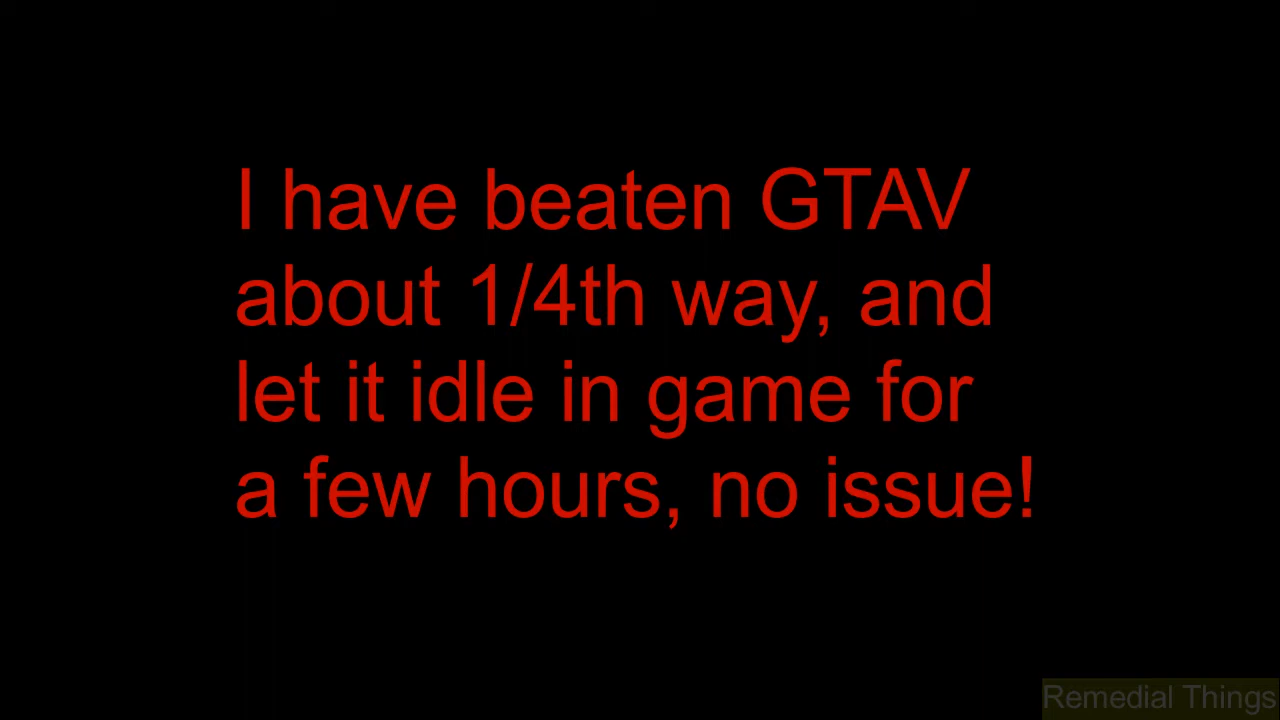 I have beaten GTAV
about 1/4th way, and
let it idle in game for
a few hours, no issue!
Remedial Things